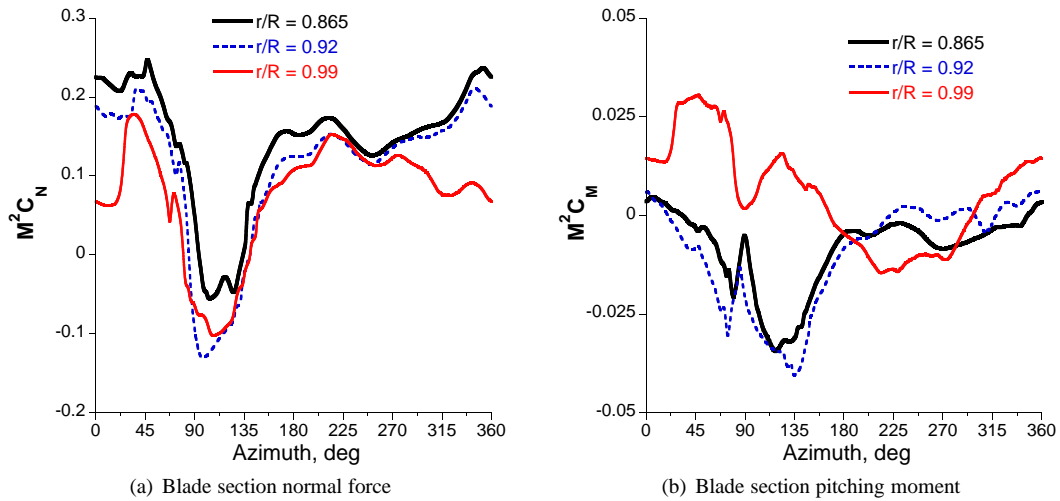 0.3
0.2
0.1
0
-0.1
-0.2
M²C_N
r/R = 0.865
r/R = 0.92
r/R = 0.99
0 45 90 135 180 225 270 315 360
Azimuth, deg
(a) Blade section normal force
0.05
0.025
0
-0.025
-0.05
M²C_M
r/R = 0.865
r/R = 0.92
r/R = 0.99
0 45 90 135 180 225 270 315 360
Azimuth, deg
(b) Blade section pitching moment